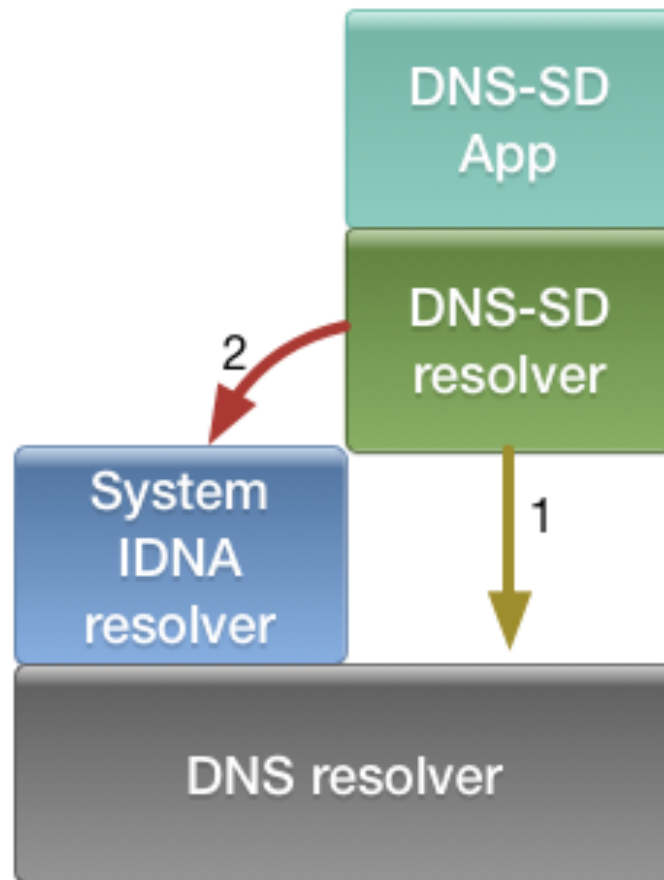 DNS-SD
App
DNS-SD
resolver
2
1
System
IDNA
resolver
DNS resolver